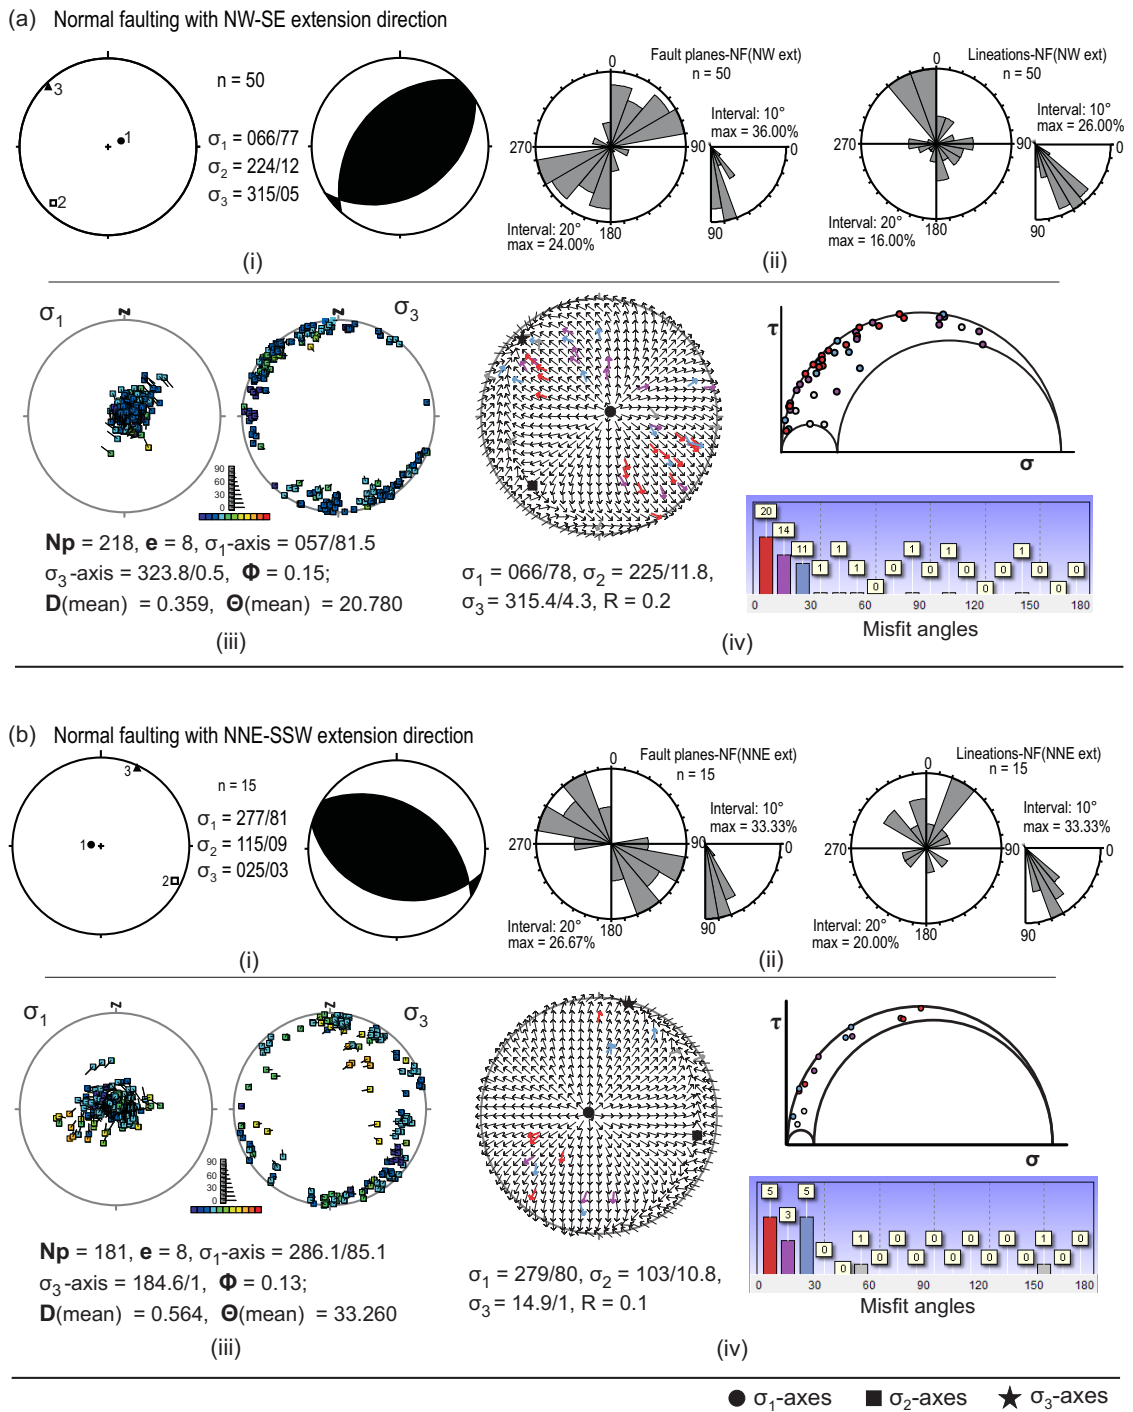 (a) Normal faulting with NW-SE extension direction
3
1
2
n = 50
σ1 = 066/77
σ2 = 224/12
σ3 = 315/05
(i)
Fault planes-NF(NW ext)
n = 50
0
270
90
180
Interval: 20°
max = 24.00%
Interval: 10°
max = 36.00%
0
90
Lineations-NF(NW ext)
n = 50
0
270
90
180
Interval: 20°
max = 16.00%
Interval: 10°
max = 26.00%
0
90
(ii)
σ1
N
N
σ3
90
60
30
0
Np = 218, e = 8, σ1-axis = 057/81.5
σ3-axis = 323.8/0.5, Φ = 0.15;
D(mean) = 0.359, Θ(mean) = 20.780
(iii)
σ1 = 066/78, σ2 = 225/11.8,
σ3 = 315.4/4.3, R = 0.2
τ
σ
20 14 11 1 1 1 0 1 0 1 0 0 1 0 0
0 30 60 90 120 150 180
Misfit angles
(iv)
(b) Normal faulting with NNE-SSW extension direction
3
1
2
n = 15
σ1 = 277/81
σ2 = 115/09
σ3 = 025/03
(i)
Fault planes-NF(NNE ext)
n = 15
0
270
90
180
Interval: 20°
max = 26.67%
Interval: 10°
max = 33.33%
0
90
Lineations-NF(NNE ext)
n = 15
0
270
90
180
Interval: 20°
max = 20.00%
Interval: 10°
max = 33.33%
0
90
(ii)
σ1
N
N
σ3
90
60
30
0
Np = 181, e = 8, σ1-axis = 286.1/85.1
σ3-axis = 184.6/1, Φ = 0.13;
D(mean) = 0.564, Θ(mean) = 33.260
(iii)
σ1 = 279/80, σ2 = 103/10.8,
σ3 = 14.9/1, R = 0.1
τ
σ
5 3 5 0 0 1 0 0 0 0 0 0 0 0 0 1 0 0
0 30 60 90 120 150 180
Misfit angles
(iv)
σ1-axes σ2-axes σ3-axes